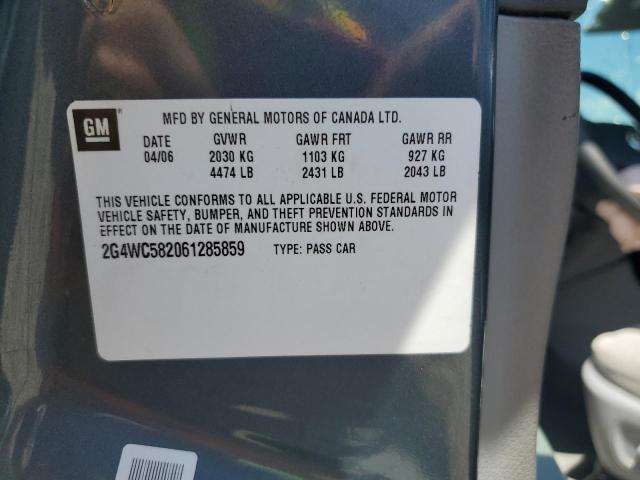 GM
MFD BY GENERAL MOTORS OF CANADA LTD.
DATE GVWR GAWR FRT GAWR RR
04/06 2030 KG 1103 KG 927 KG
4474 LB 2431 LB 2043 LB
THIS VEHICLE CONFORMS TO ALL APPLICABLE U.S. FEDERAL MOTOR
VEHICLE SAFETY, BUMPER, AND THEFT PREVENTION STANDARDS IN
EFFECT ON THE DATE OF MANUFACTURE SHOWN ABOVE.
2G4WC582061285859 TYPE: PASS CAR